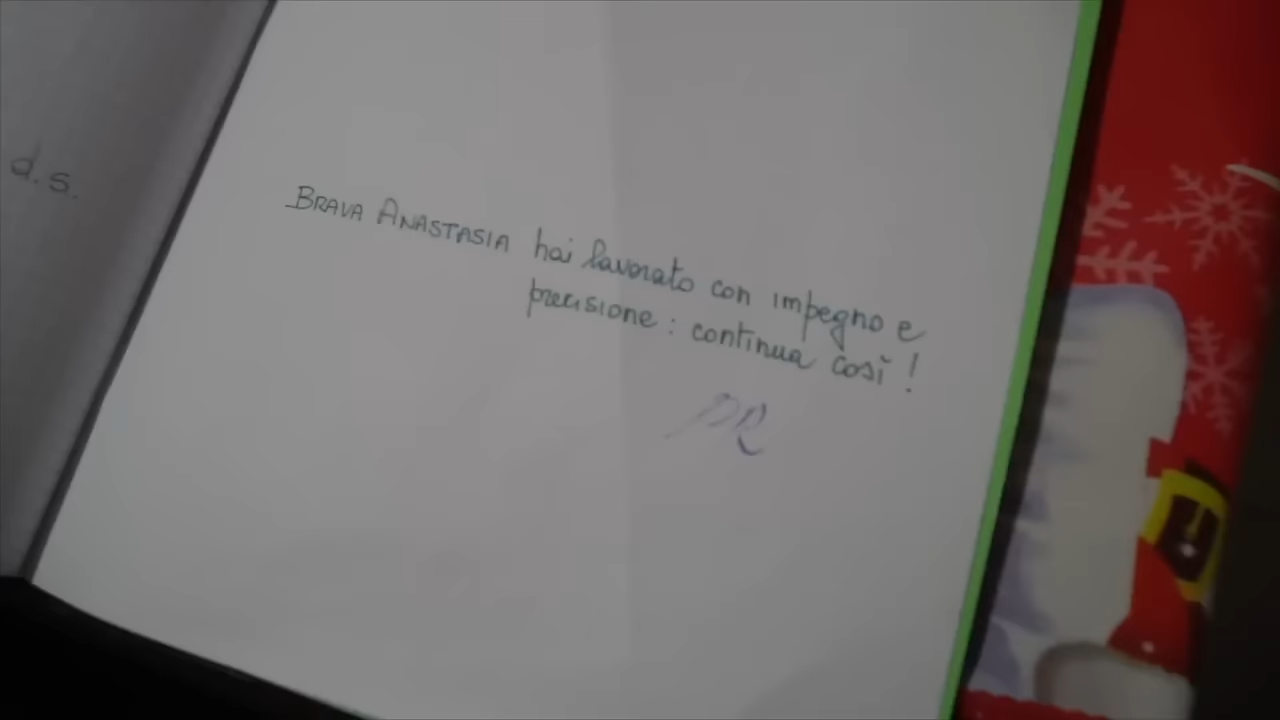 d.s.
BRAVA ANASTASIA hai lavorato con impegno e
precisione : continua così !